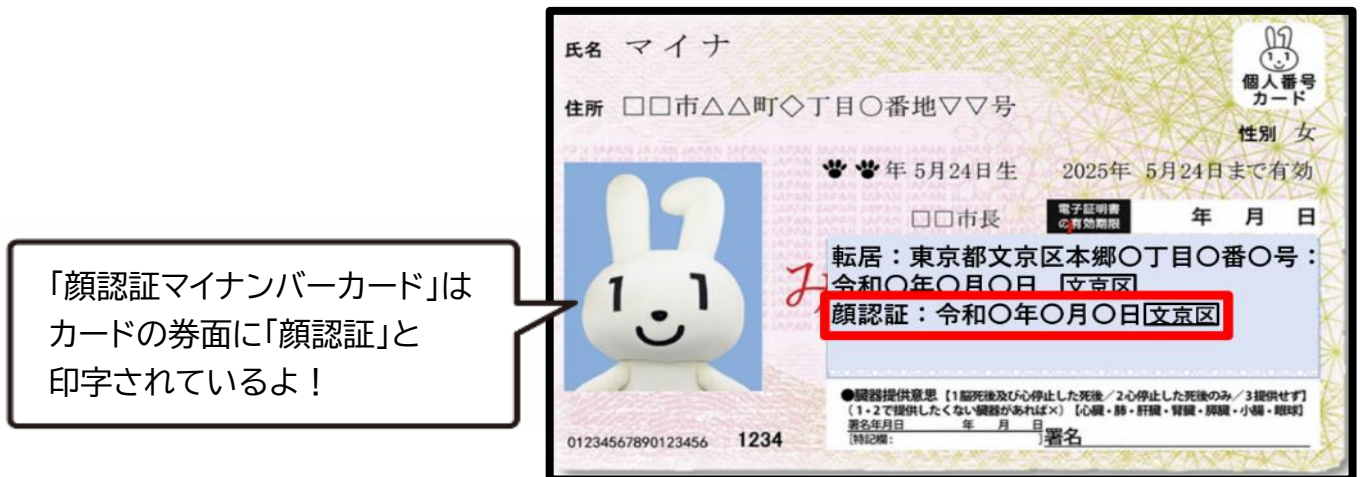 「顔認証マイナンバーカード」は
カードの券面に「顔認証」と
印字されているよ！
氏名 マイナ
個人番号
カード
住所 □□市△△町◇丁目○番地▽▽号
性別 女
年 5月24日生 2025年 5月24日まで有効
□□市長 電子証明書の有効期限 年 月 日
転居：東京都文京区本郷〇丁目〇番〇号：
令和〇年〇月〇日 文京区
顔認証：令和〇年〇月〇日文京区
●臓器提供意思【1脳死後及び心停止した死後／2心停止した死後のみ／3提供せず】
（1・2で提供したくない臓器があれば×）【心臓・肺・肝臓・腎臓・膵臓・小腸・眼球】
署名年月日 年 月 日
［特記欄： ］署名
01234567890123456 1234